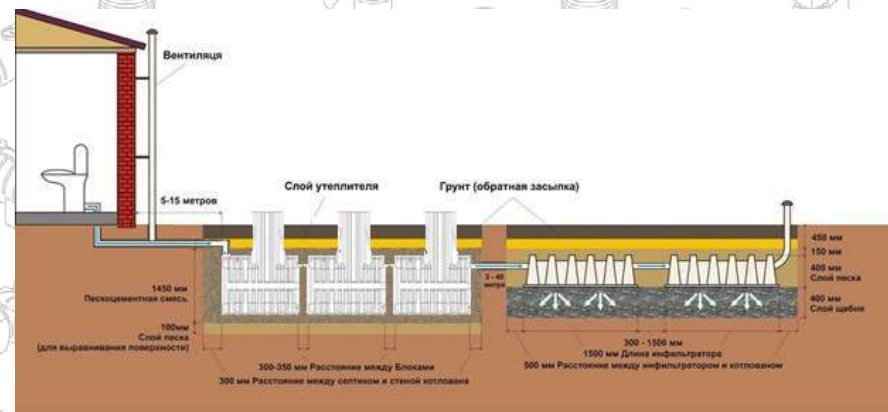 Вентиляця
Слой утеплителя
Грунт (обратная засыпка)
5-15 метров
450 мм
150 мм
400 мм
Слой песка
400 мм
Слой щебня
1450 мм
Пескоцементная смесь
100мм
Слой песка
(для выравнивания поверхности)
метра
300-350 мм Расстояние между Блоками
300 мм Расстояние между септиком и стеной котлована
300 - 1500 мм
1500 мм Длина инфильтратора
500 мм Расстояние между инфильтратором и котлованом